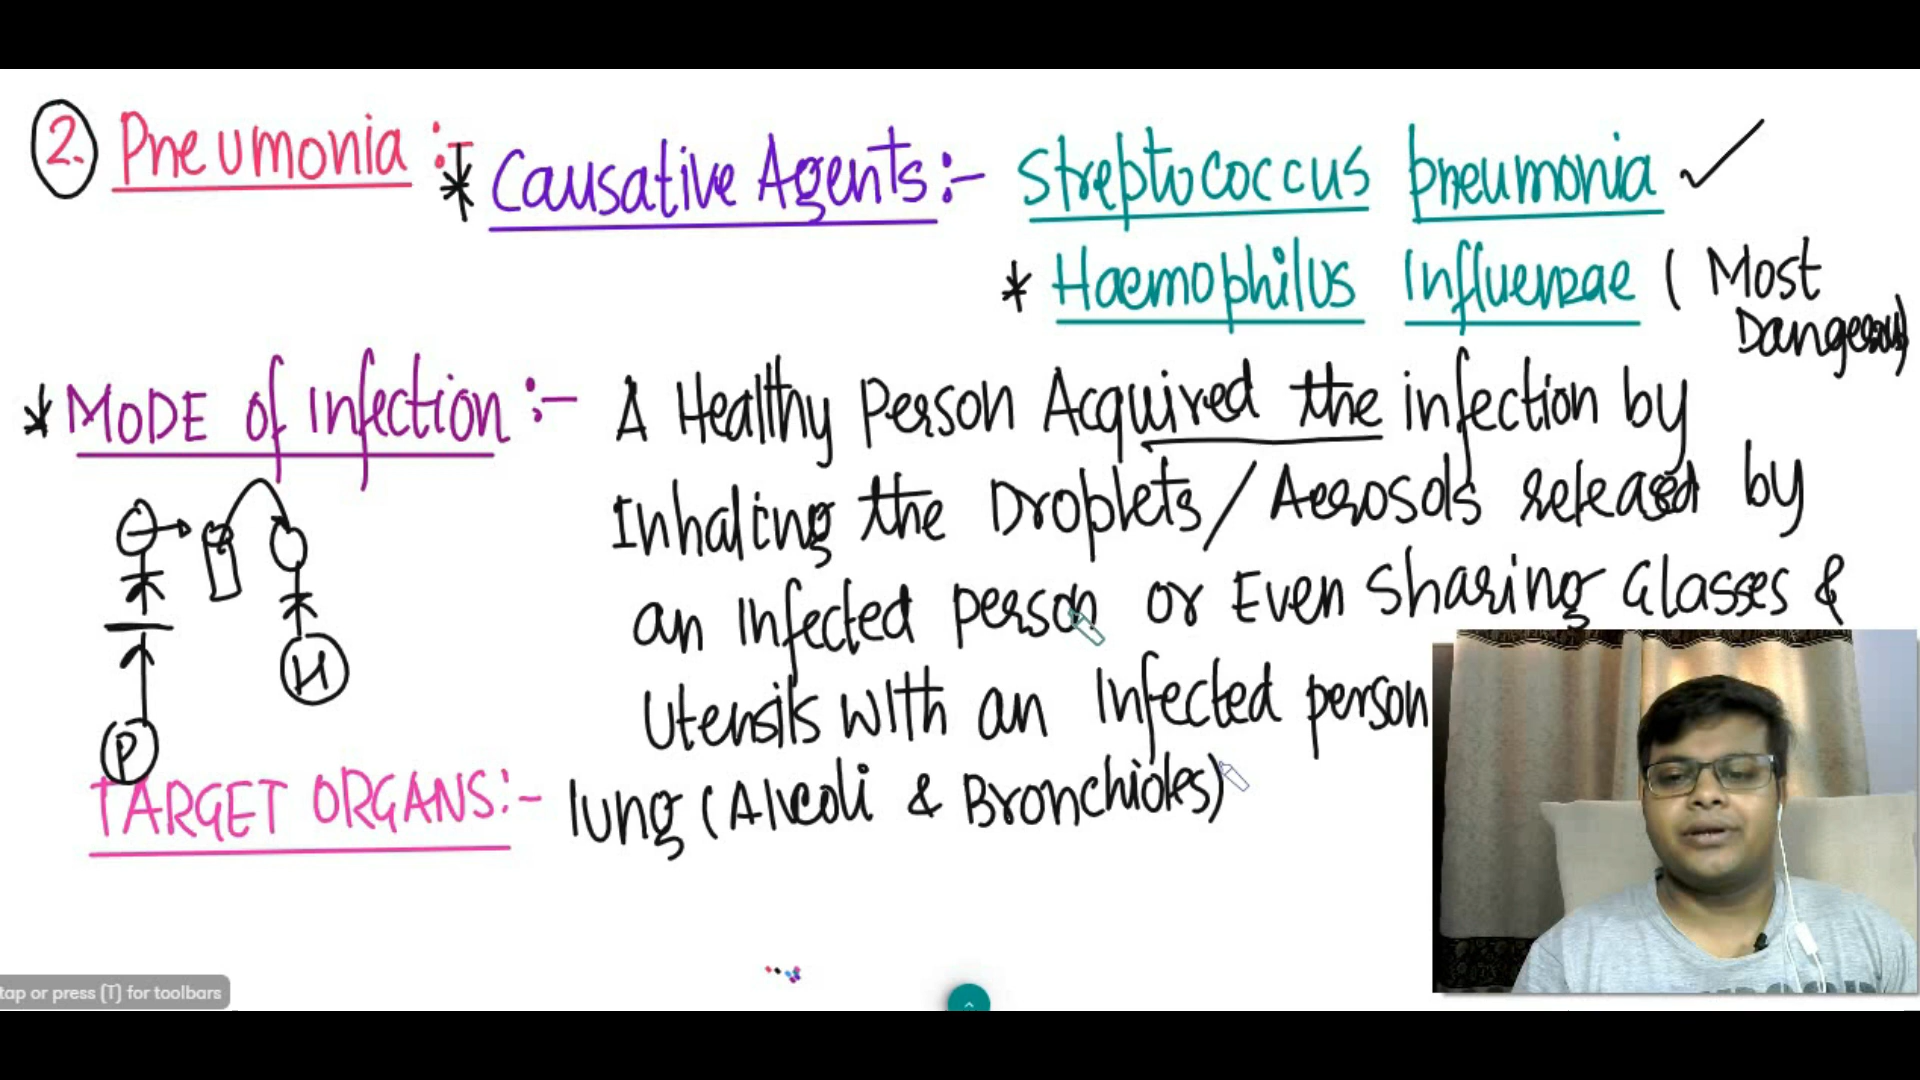 2. Pneumonia :-
* Causative Agents :- Streptococcus pneumonia ✓
* Haemophilus Influenzae ( Most
Dangerous)
* MODE of Infection :- A Healthy Person Acquired the infection by
Inhaling the Droplets / Aerosols released by
an Infected person or Even Sharing Glasses &
Utensils with an Infected person
P
H
TARGET ORGANS :- lung (Alveoli & Bronchioles)
tap or press (T) for toolbars